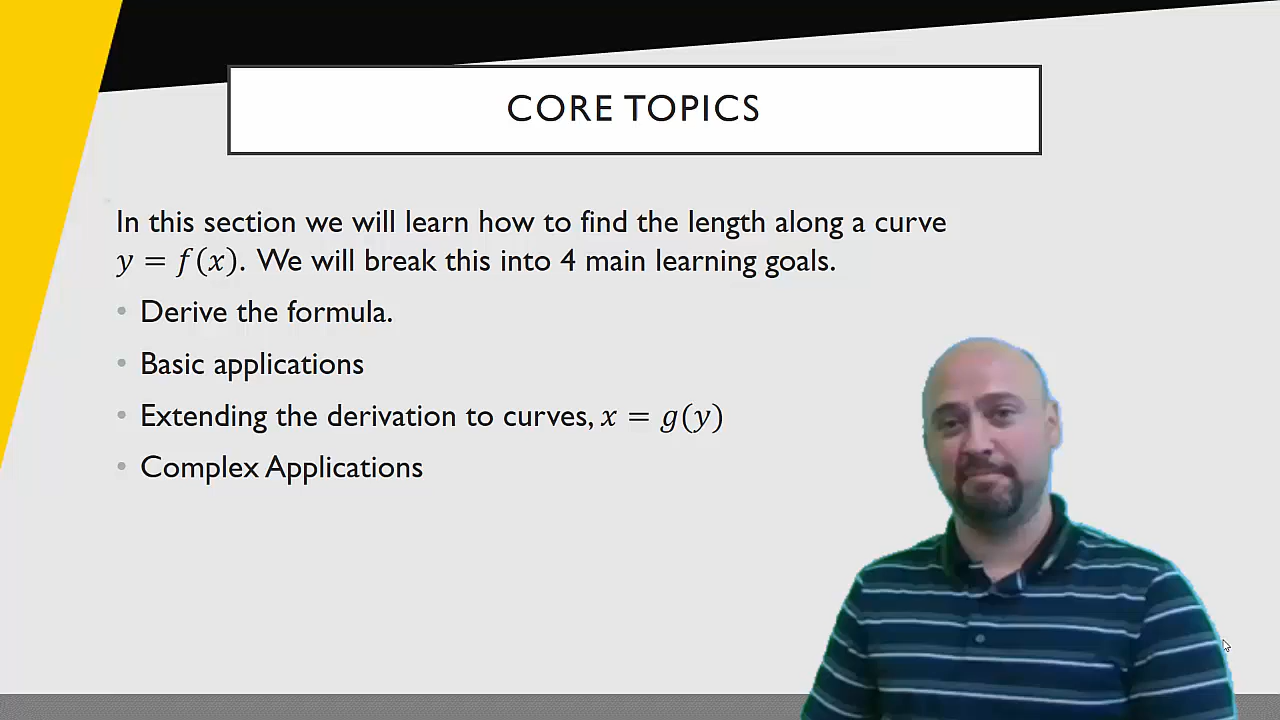 CORE TOPICS
In this section we will learn how to find the length along a curve
y = f(x). We will break this into 4 main learning goals.
• Derive the formula.
• Basic applications
• Extending the derivation to curves, x = g(y)
• Complex Applications